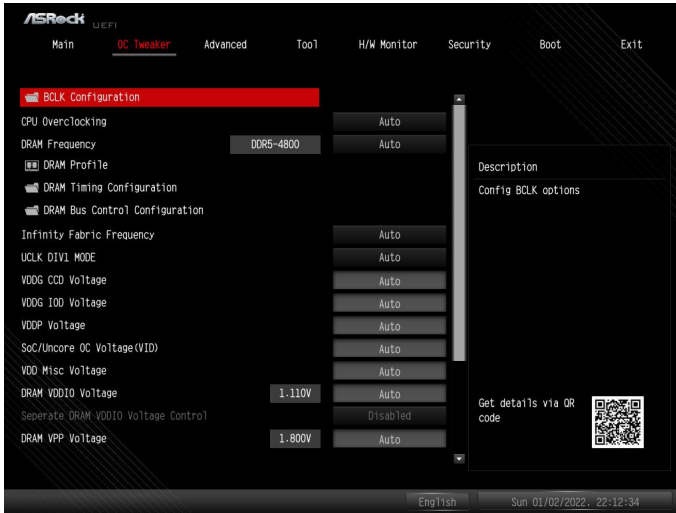 ASRock UEFI
Main OC Tweaker Advanced Tool H/W Monitor Security Boot Exit
BCLK Configuration
CPU Overclocking Auto
DRAM Frequency DDR5-4800 Auto
DRAM Profile
DRAM Timing Configuration
DRAM Bus Control Configuration
Infinity Fabric Frequency Auto
UCLK DIV1 MODE Auto
VDDG CCD Voltage Auto
VDDG IOD Voltage Auto
VDDP Voltage Auto
SoC/Uncore OC Voltage(VID) Auto
VDD Misc Voltage Auto
DRAM VDDIO Voltage 1.110V Auto
Seperate DRAM VDDIO Voltage Control Disabled
DRAM VPP Voltage 1.800V Auto
Description
Config BCLK options
Get details via QR
code
English Sun 01/02/2022. 22:12:34